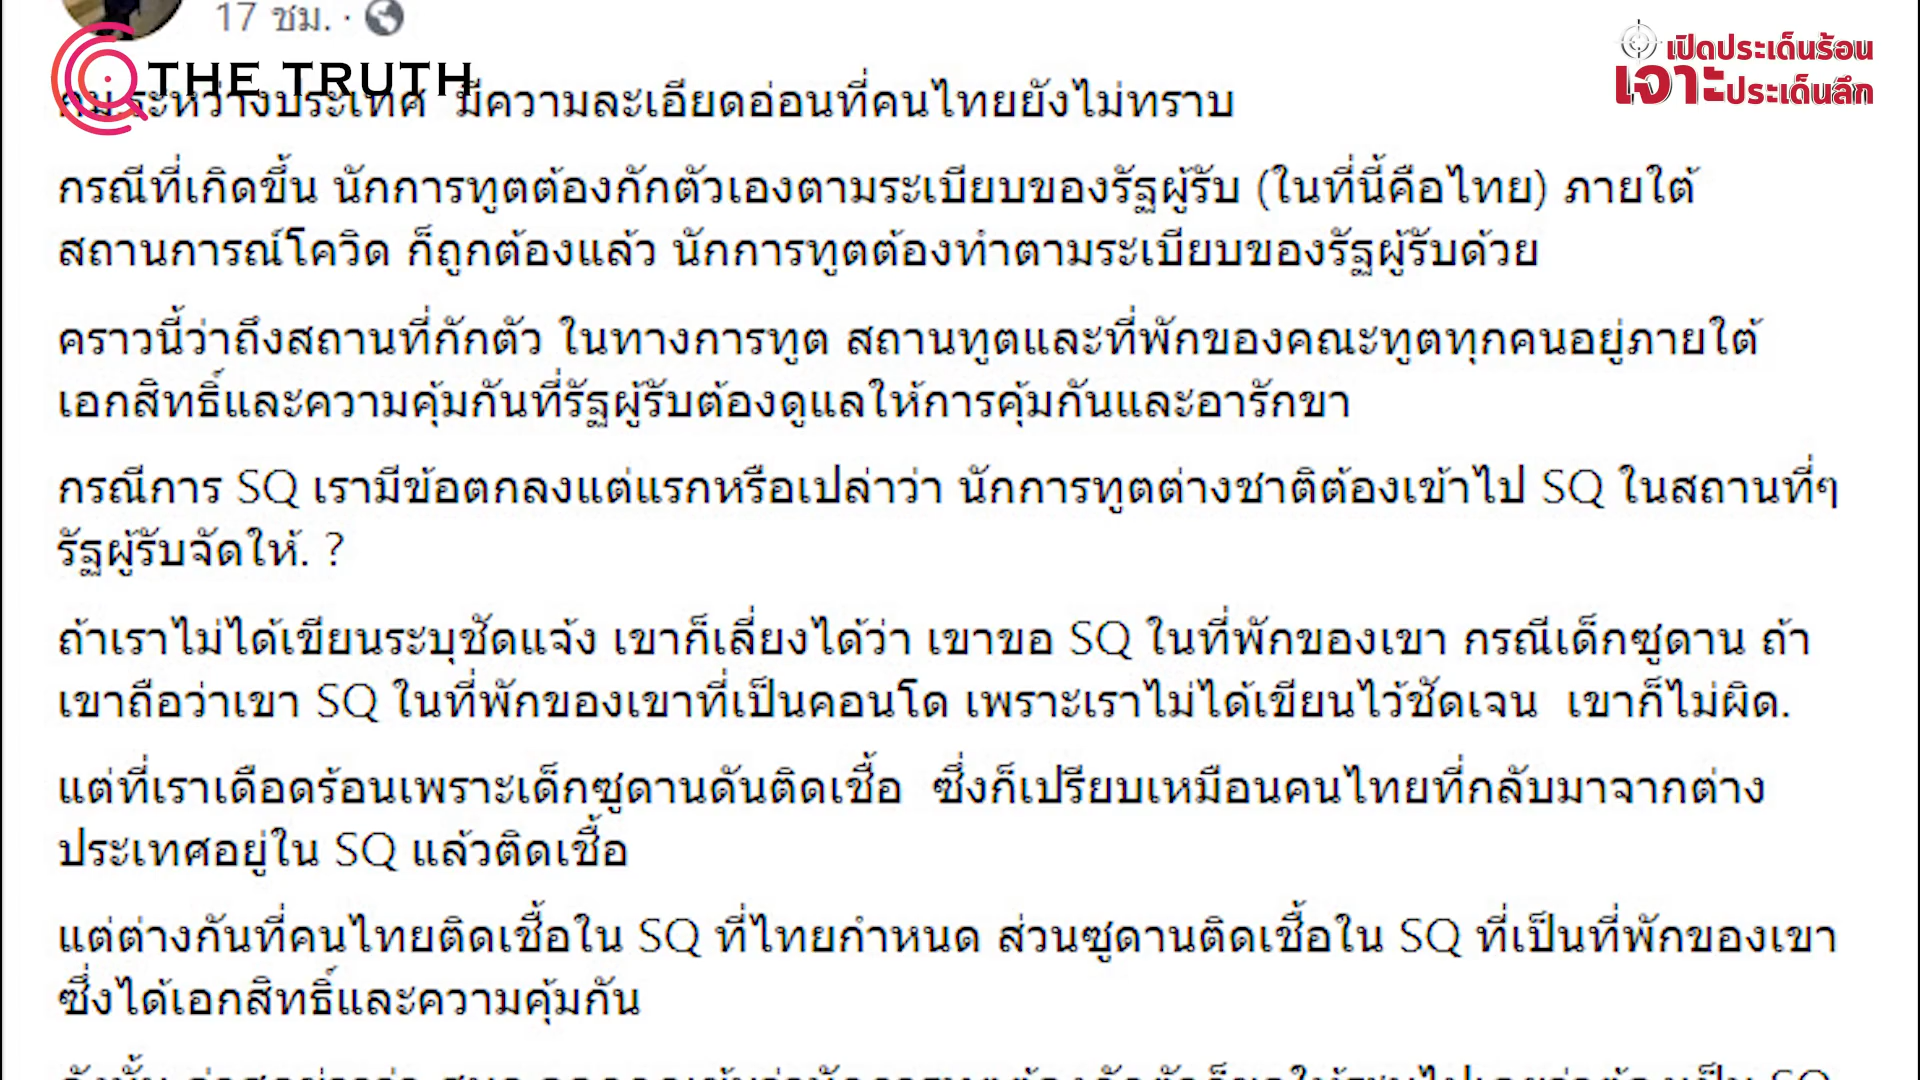 17 ชม. ·
THE TRUTH
เปิดประเด็นร้อน
เจาะประเด็นลึก
กม.ระหว่างประเทศ มีความละเอียดอ่อนที่คนไทยยังไม่ทราบ
กรณีที่เกิดขึ้น นักการทูตต้องกักตัวเองตามระเบียบของรัฐผู้รับ (ในที่นี้คือไทย) ภายใต้
สถานการณ์โควิด ก็ถูกต้องแล้ว นักการทูตต้องทำตามระเบียบของรัฐผู้รับด้วย
คราวนี้ว่าถึงสถานที่กักตัว ในทางการทูต สถานทูตและที่พักของคณะทูตทุกคนอยู่ภายใต้
เอกสิทธิ์และความคุ้มกันที่รัฐผู้รับต้องดูแลให้การคุ้มกันและอารักขา
กรณีการ SQ เรามีข้อตกลงแต่แรกหรือเปล่าว่า นักการทูตต่างชาติต้องเข้าไป SQ ในสถานที่ๆ
รัฐผู้รับจัดให้. ?
ถ้าเราไม่ได้เขียนระบุชัดแจ้ง เขาก็เลี่ยงได้ว่า เขาขอ SQ ในที่พักของเขา กรณีเด็กซูดาน ถ้า
เขาถือว่าเขา SQ ในที่พักของเขาที่เป็นคอนโด เพราะเราไม่ได้เขียนไว้ชัดเจน เขาก็ไม่ผิด.
แต่ที่เราเดือดร้อนเพราะเด็กซูดานดันติดเชื้อ ซึ่งก็เปรียบเหมือนคนไทยที่กลับมาจากต่าง
ประเทศอยู่ใน SQ แล้วติดเชื้อ
แต่ต่างกันที่คนไทยติดเชื้อใน SQ ที่ไทยกำหนด ส่วนซูดานติดเชื้อใน SQ ที่เป็นที่พักของเขา
ซึ่งได้เอกสิทธิ์และความคุ้มกัน